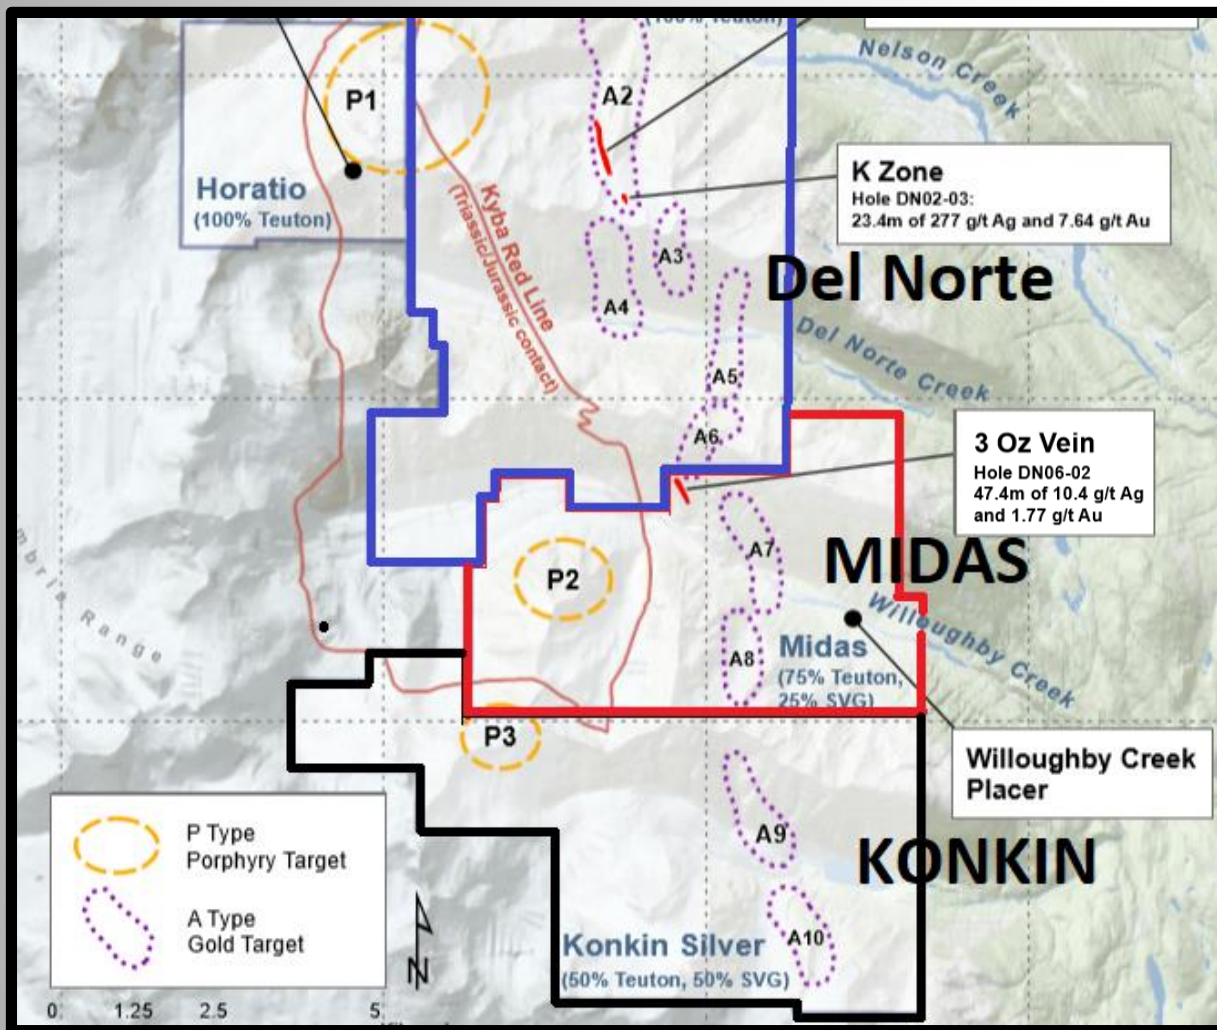 (100% Teuton)
Nelson Creek
P1
A2
K Zone
Hole DN02-03:
23.4m of 277 g/t Ag and 7.64 g/t Au
Horatio
(100% Teuton)
Kyba Red Line
(Triassic/Jurassic contact)
A3
Del Norte
A4
Del Norte Creek
A5
A6
3 Oz Vein
Hole DN06-02
47.4m of 10.4 g/t Ag
and 1.77 g/t Au
A7
MIDAS
P2
Range
Willoughby Creek
A8
Midas
(75% Teuton,
25% SVG)
P3
Willoughby Creek
Placer
P Type
Porphyry Target
A9
KONKIN
A Type
Gold Target
N
A10
Konkin Silver
(50% Teuton, 50% SVG)
0 1.25 2.5 5